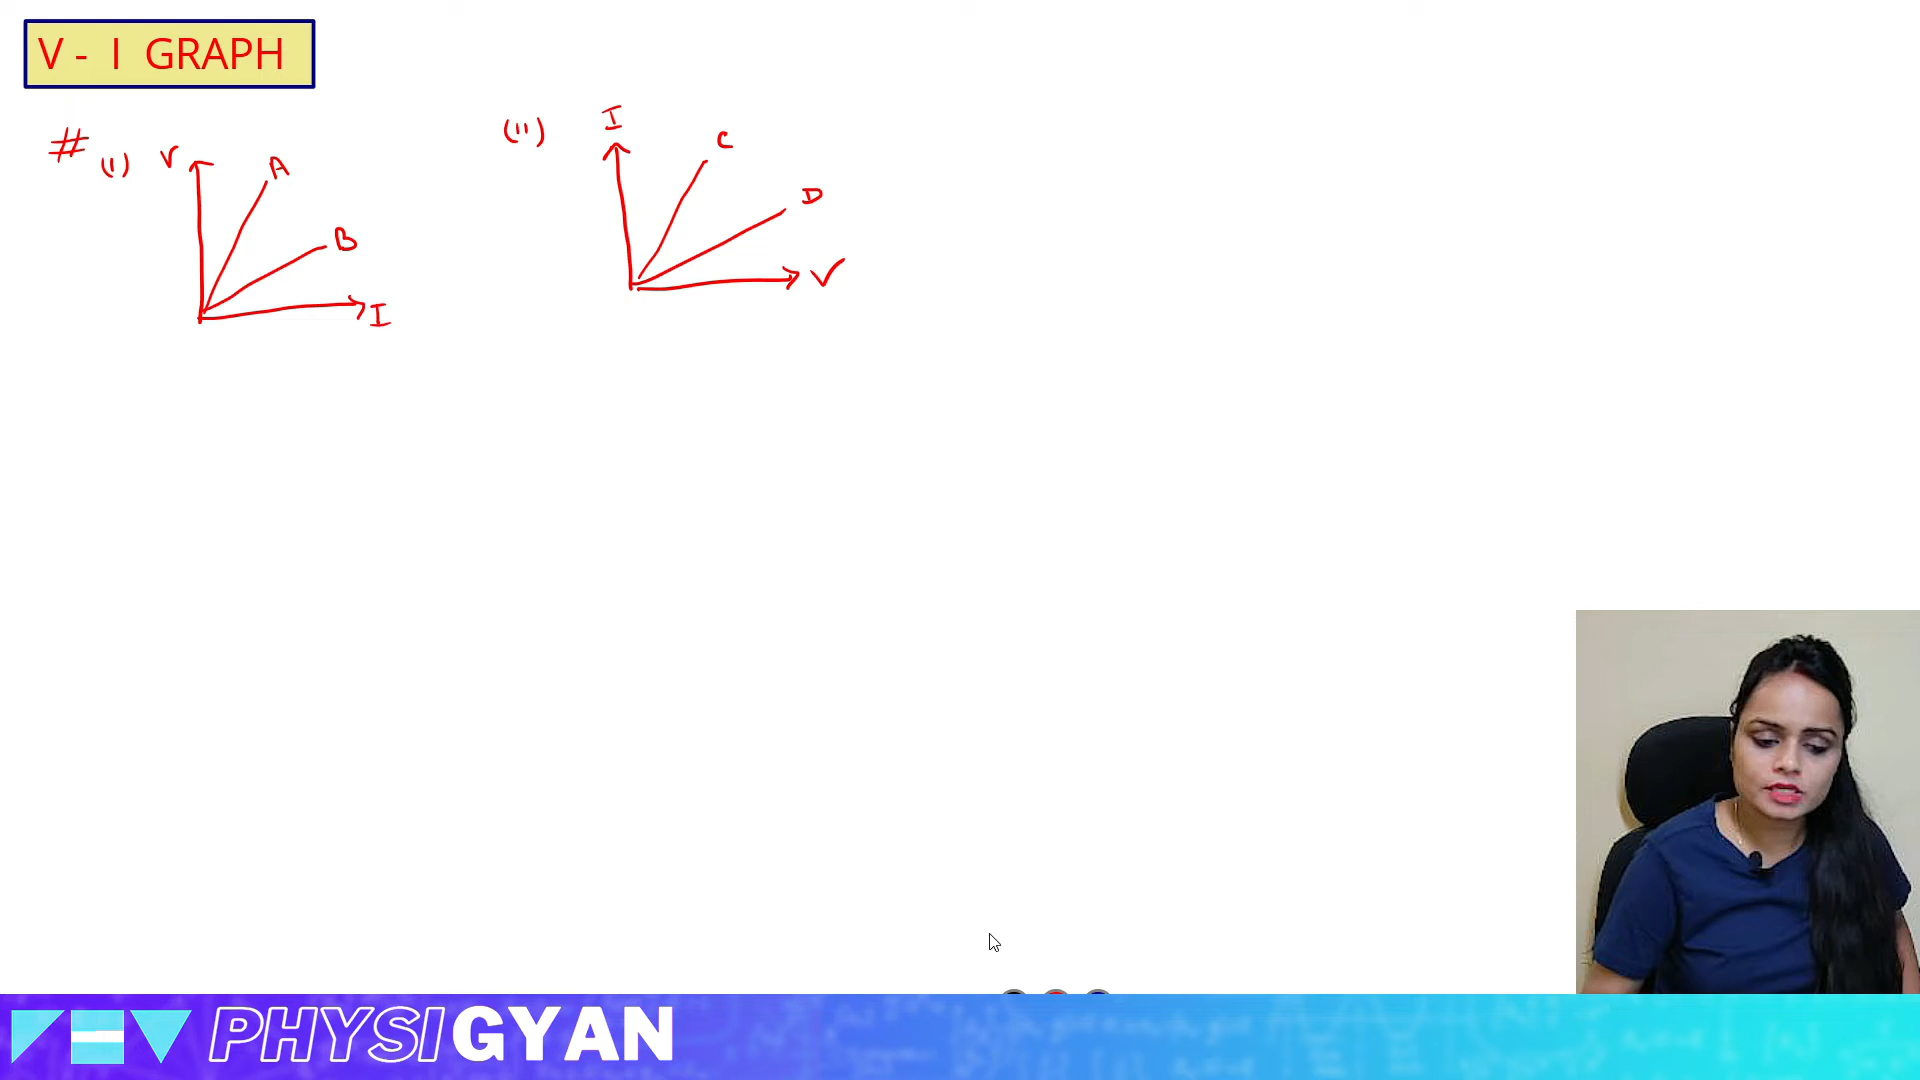 V - I GRAPH
# (i) V A B I
(ii) I C D V
PHYSIGYAN